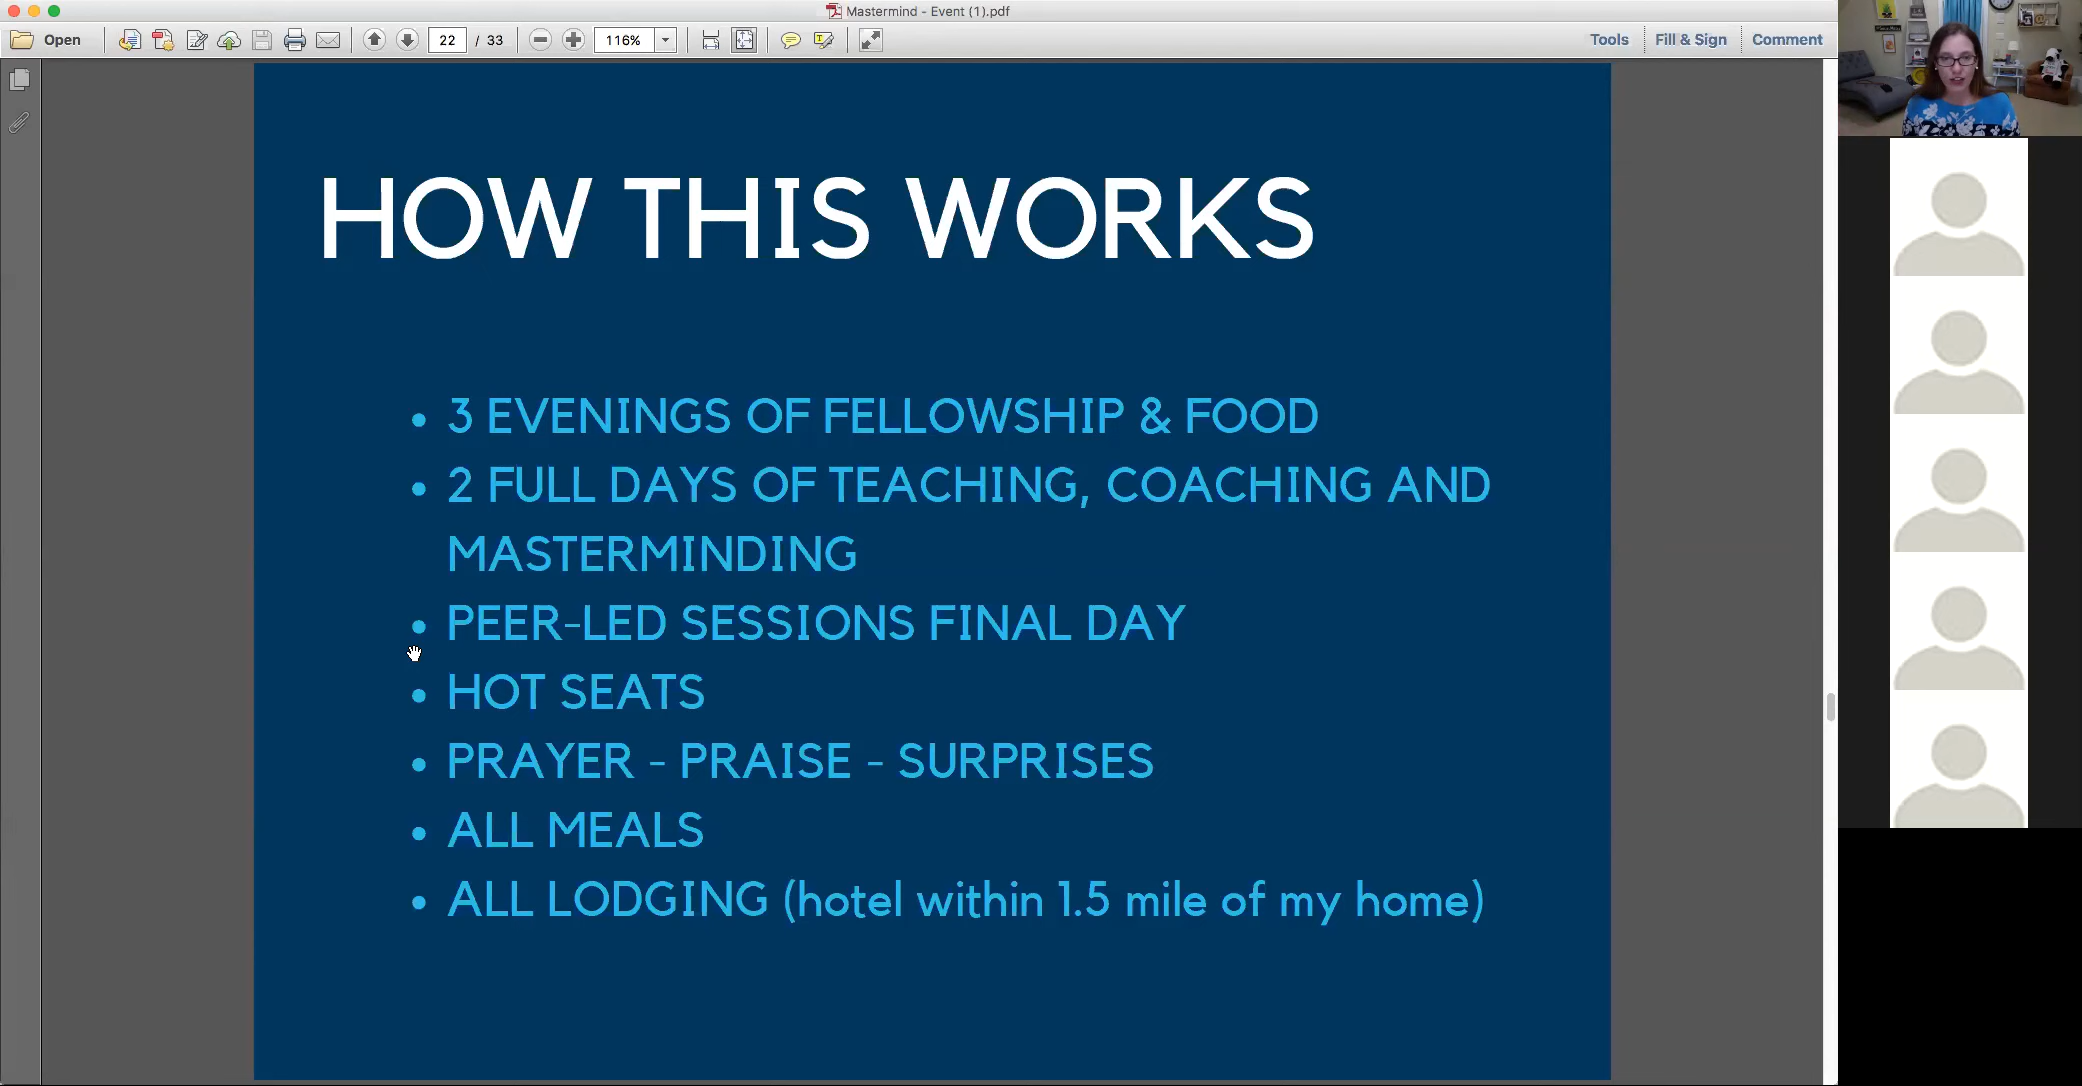 Mastermind - Event (1).pdf
Open
22 / 33
116%
Tools
Fill & Sign
Comment
HOW THIS WORKS
• 3 EVENINGS OF FELLOWSHIP & FOOD
• 2 FULL DAYS OF TEACHING, COACHING AND
MASTERMINDING
• PEER-LED SESSIONS FINAL DAY
• HOT SEATS
• PRAYER - PRAISE - SURPRISES
• ALL MEALS
• ALL LODGING (hotel within 1.5 mile of my home)